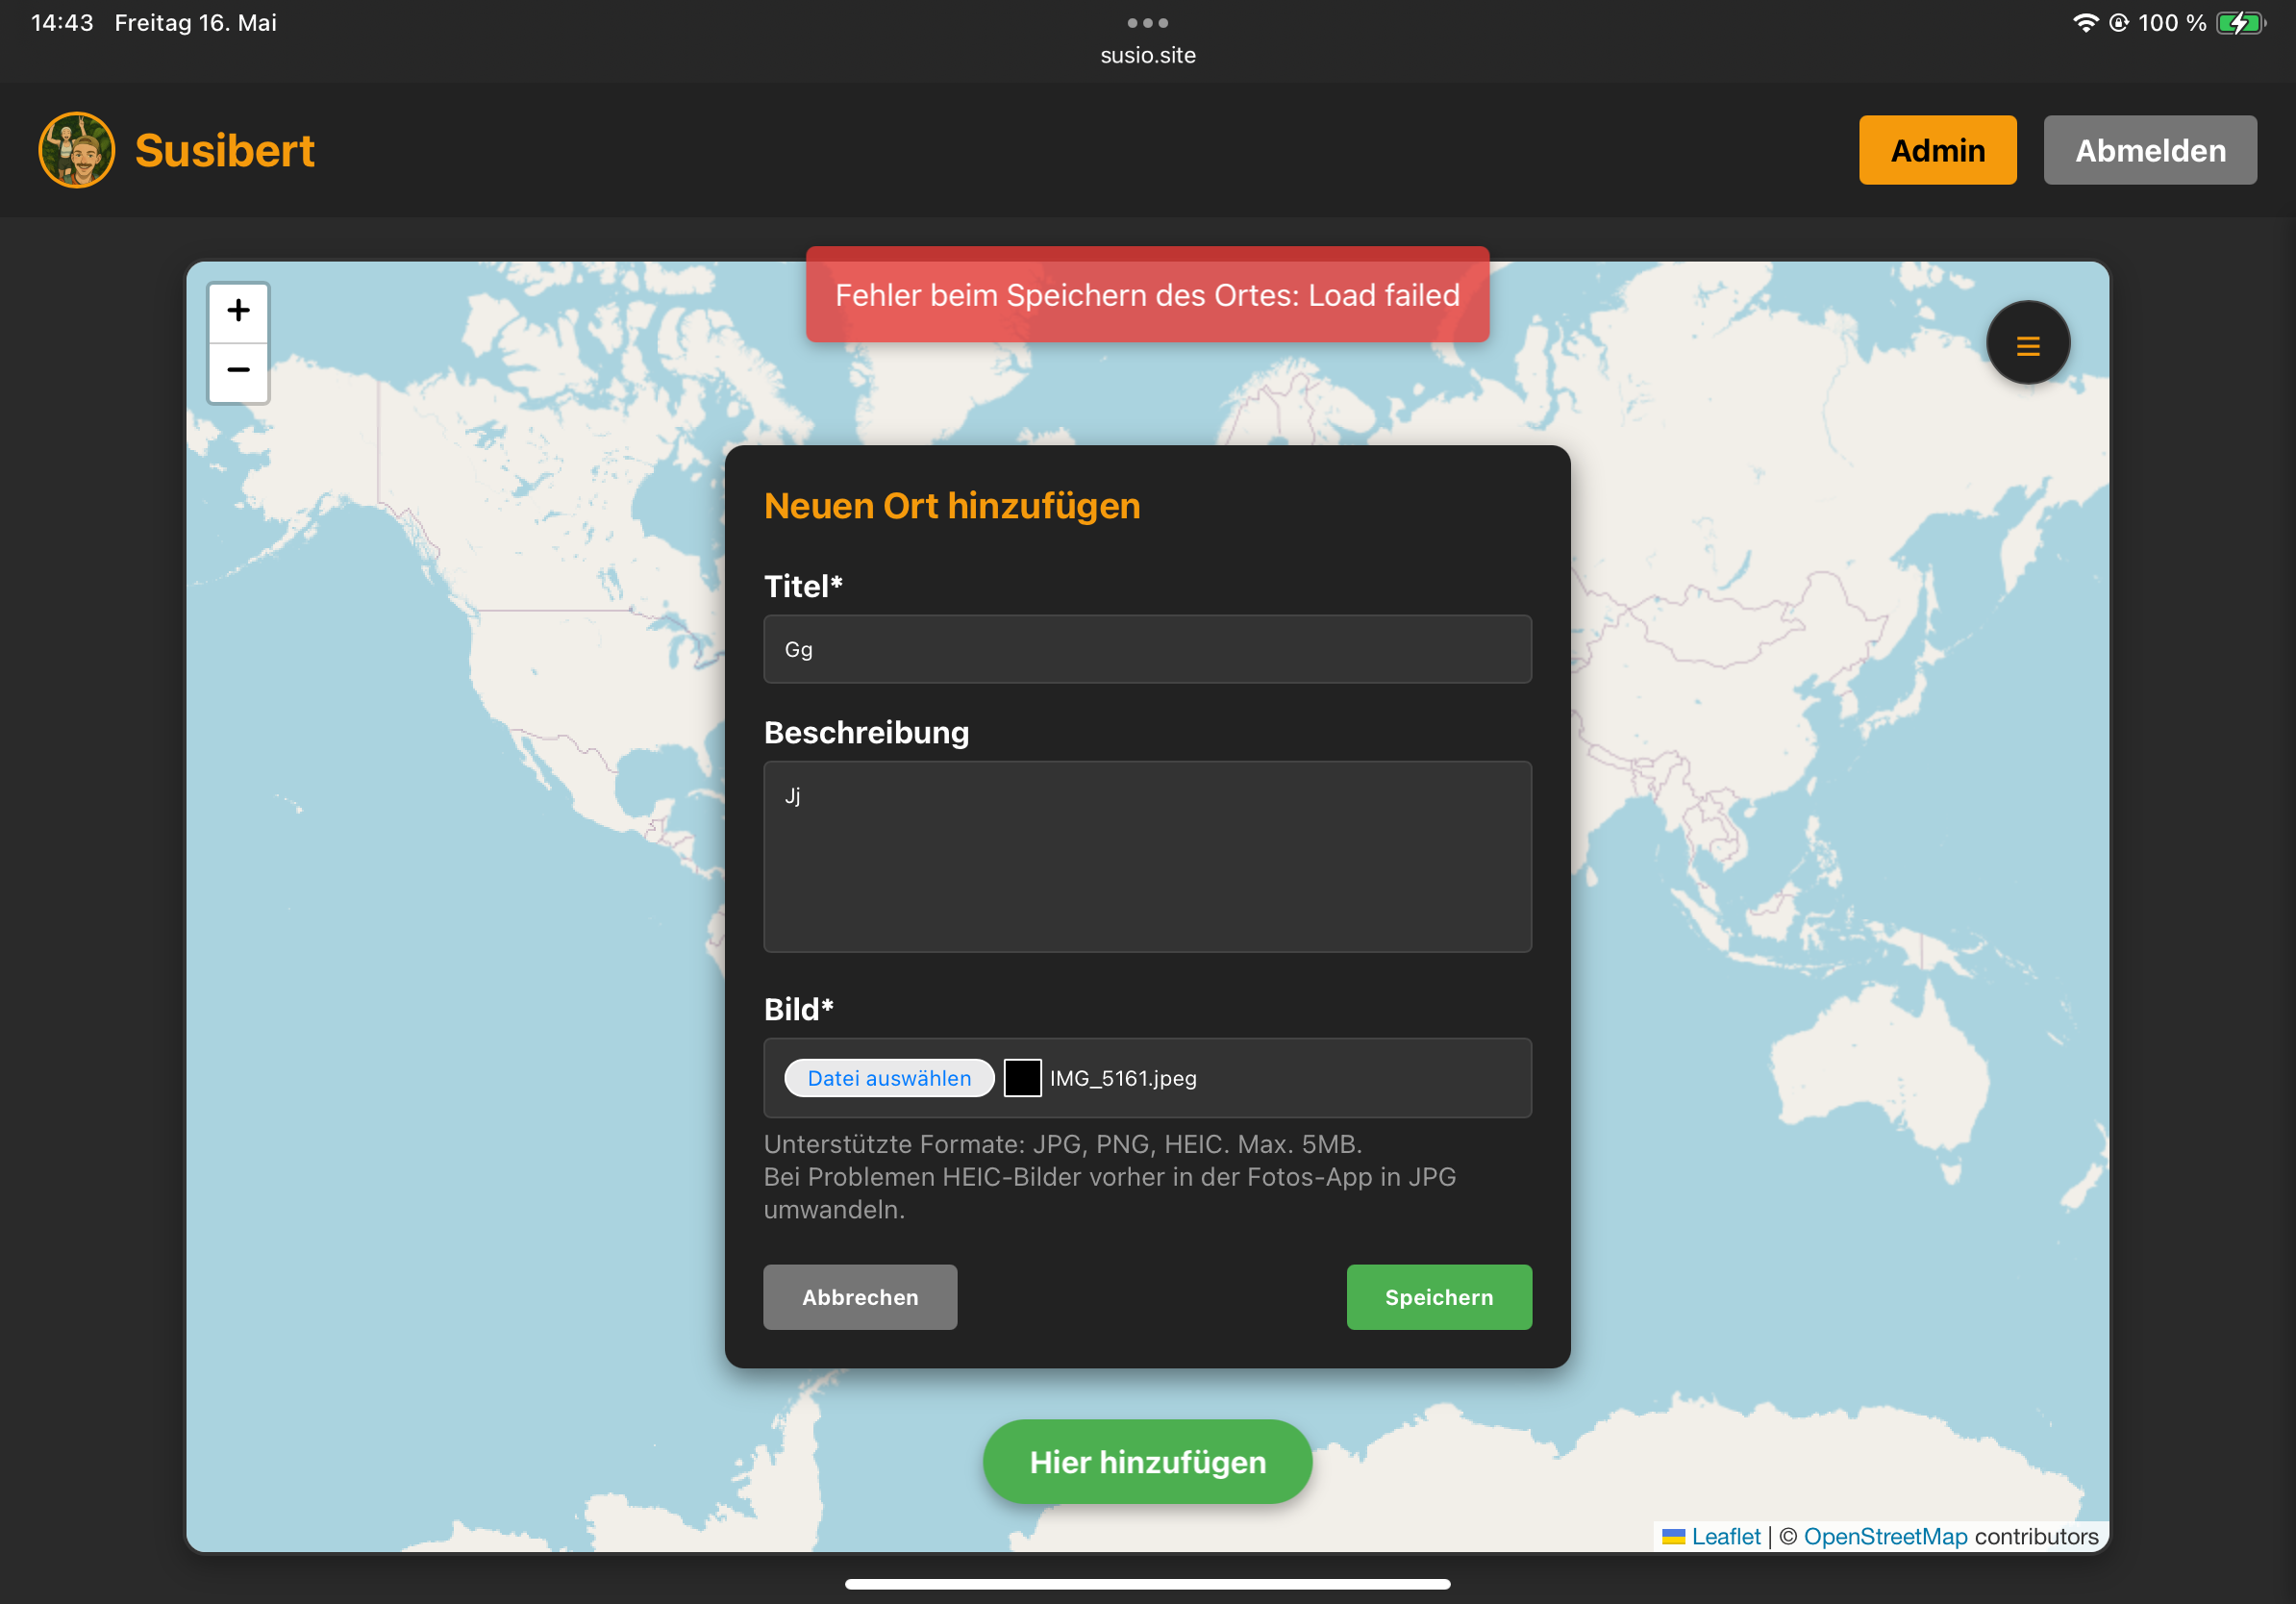 14:43 Freitag 16. Mai
100 %
susio.site
Susibert
Admin
Abmelden
Fehler beim Speichern des Ortes: Load failed
+
−
Neuen Ort hinzufügen
Titel*
Gg
Beschreibung
Jj
Bild*
Datei auswählen IMG_5161.jpeg
Unterstützte Formate: JPG, PNG, HEIC. Max. 5MB.
Bei Problemen HEIC-Bilder vorher in der Fotos-App in JPG
umwandeln.
Abbrechen
Speichern
Hier hinzufügen
Leaflet | © OpenStreetMap contributors